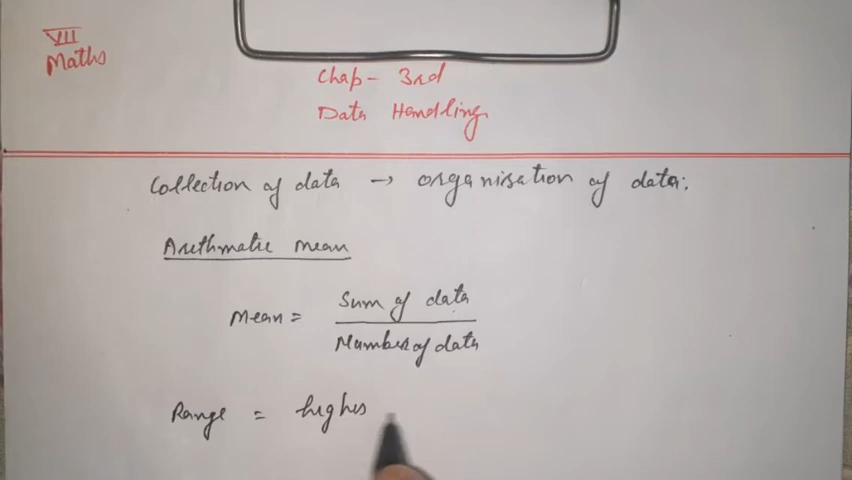 VII
Maths
Chap- 3rd
Data Handling
Collection of data → organisation of data:
Arethmatic mean
Mean = Sum of data
Number of data
Range = highes